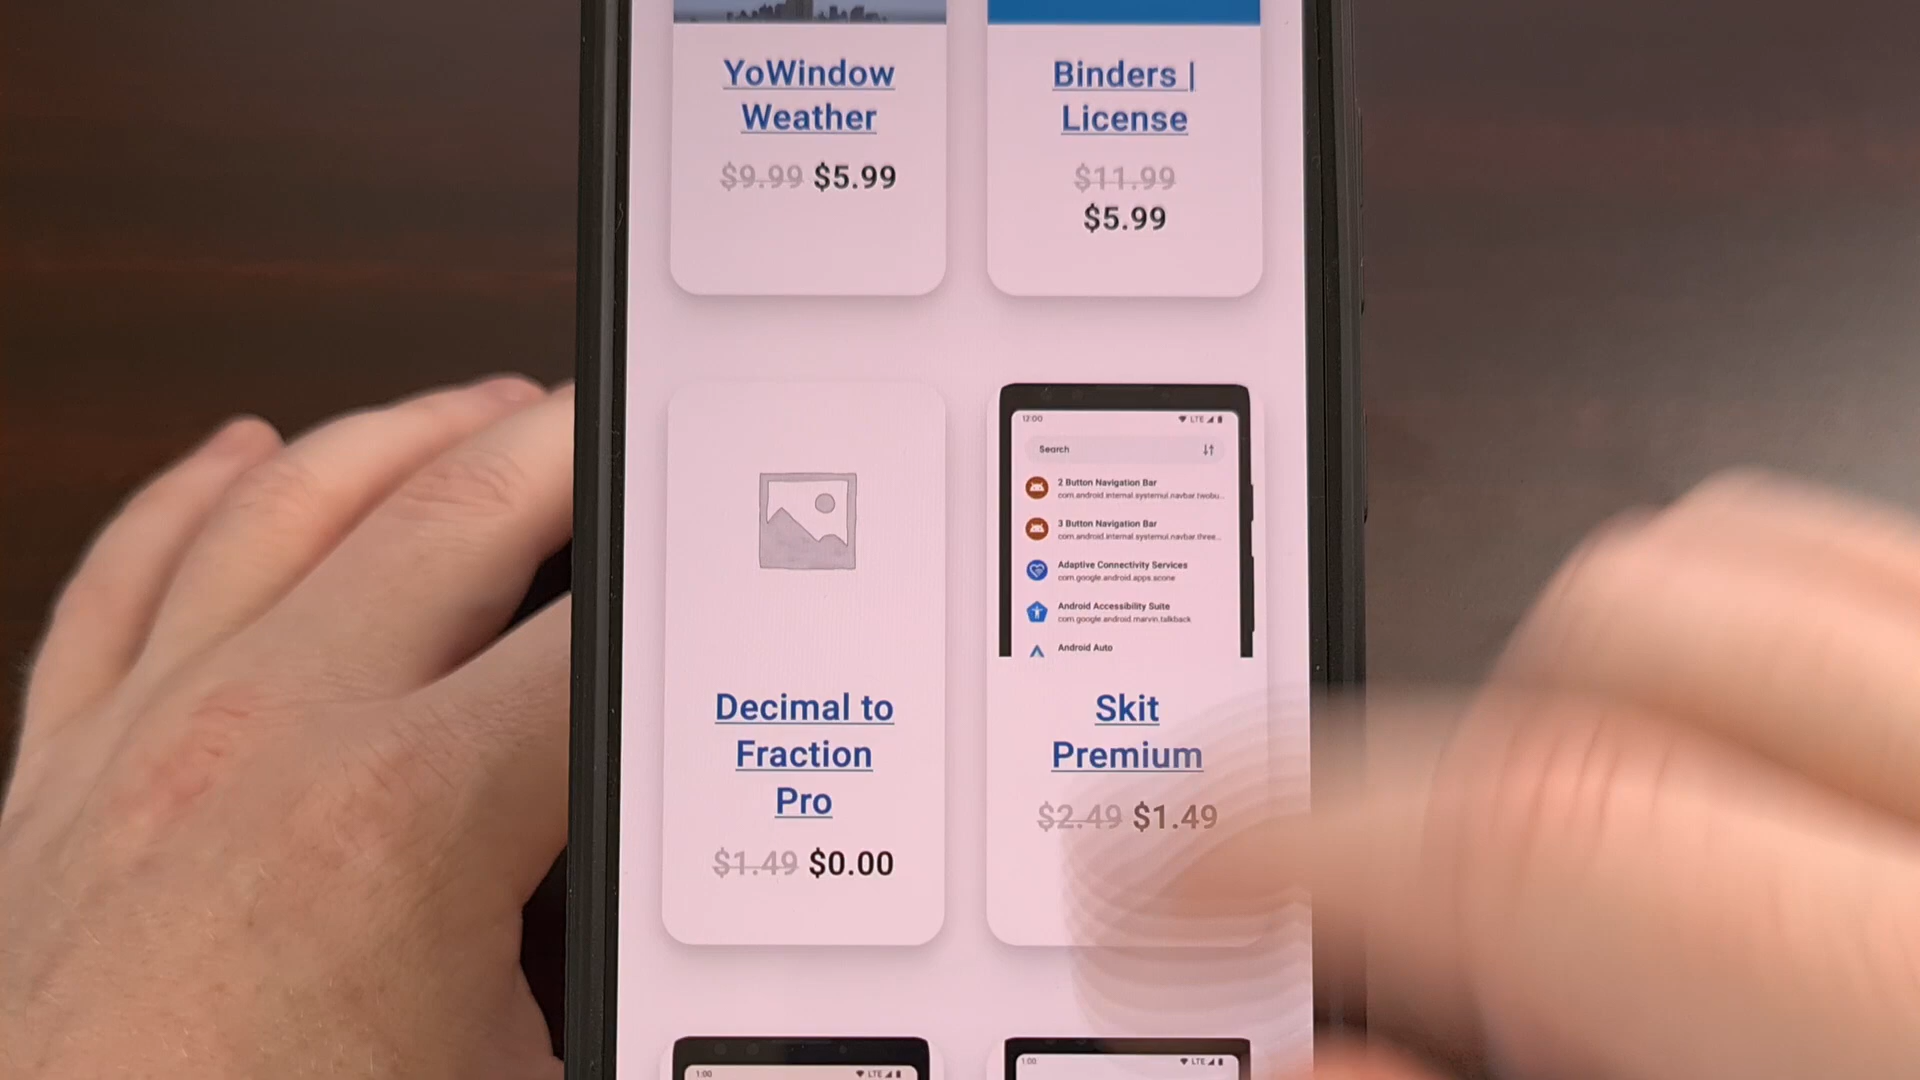 YoWindow
Weather
$9.99 $5.99
Binders |
License
$11.99
$5.99
12:00
LTE
Search
2 Button Navigation Bar
com.android.internal.systemui.navbar.twobu...
3 Button Navigation Bar
com.android.internal.systemui.navbar.three...
Adaptive Connectivity Services
com.google.android.apps.scone
Android Accessibility Suite
com.google.android.marvin.talkback
Android Auto
Decimal to
Fraction
Pro
$1.49 $0.00
Skit
Premium
$2.49 $1.49
1:00
LTE
1:00
LTE